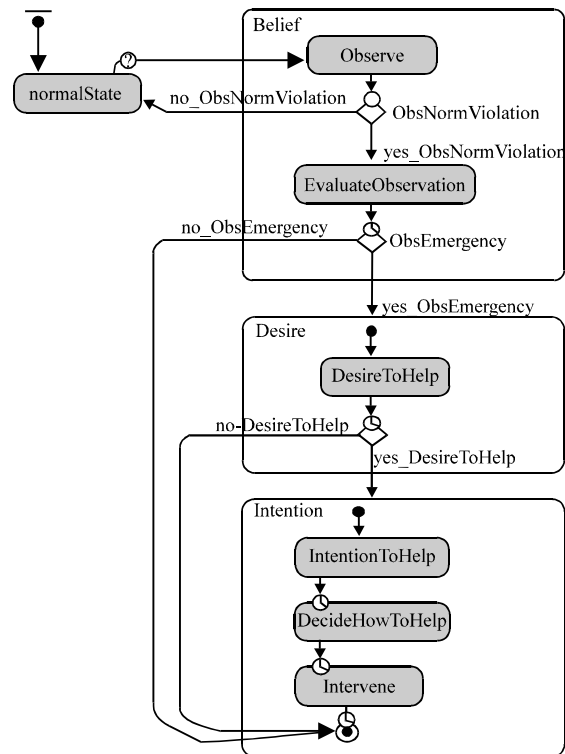 Belief
Observe
?
normalState
no_ObsNormViolation
ObsNormViolation
yes_ObsNormViolation
EvaluateObservation
no_ObsEmergency
ObsEmergency
yes_ObsEmergency
Desire
DesireToHelp
no-DesireToHelp
yes_DesireToHelp
Intention
IntentionToHelp
DecideHowToHelp
Intervene